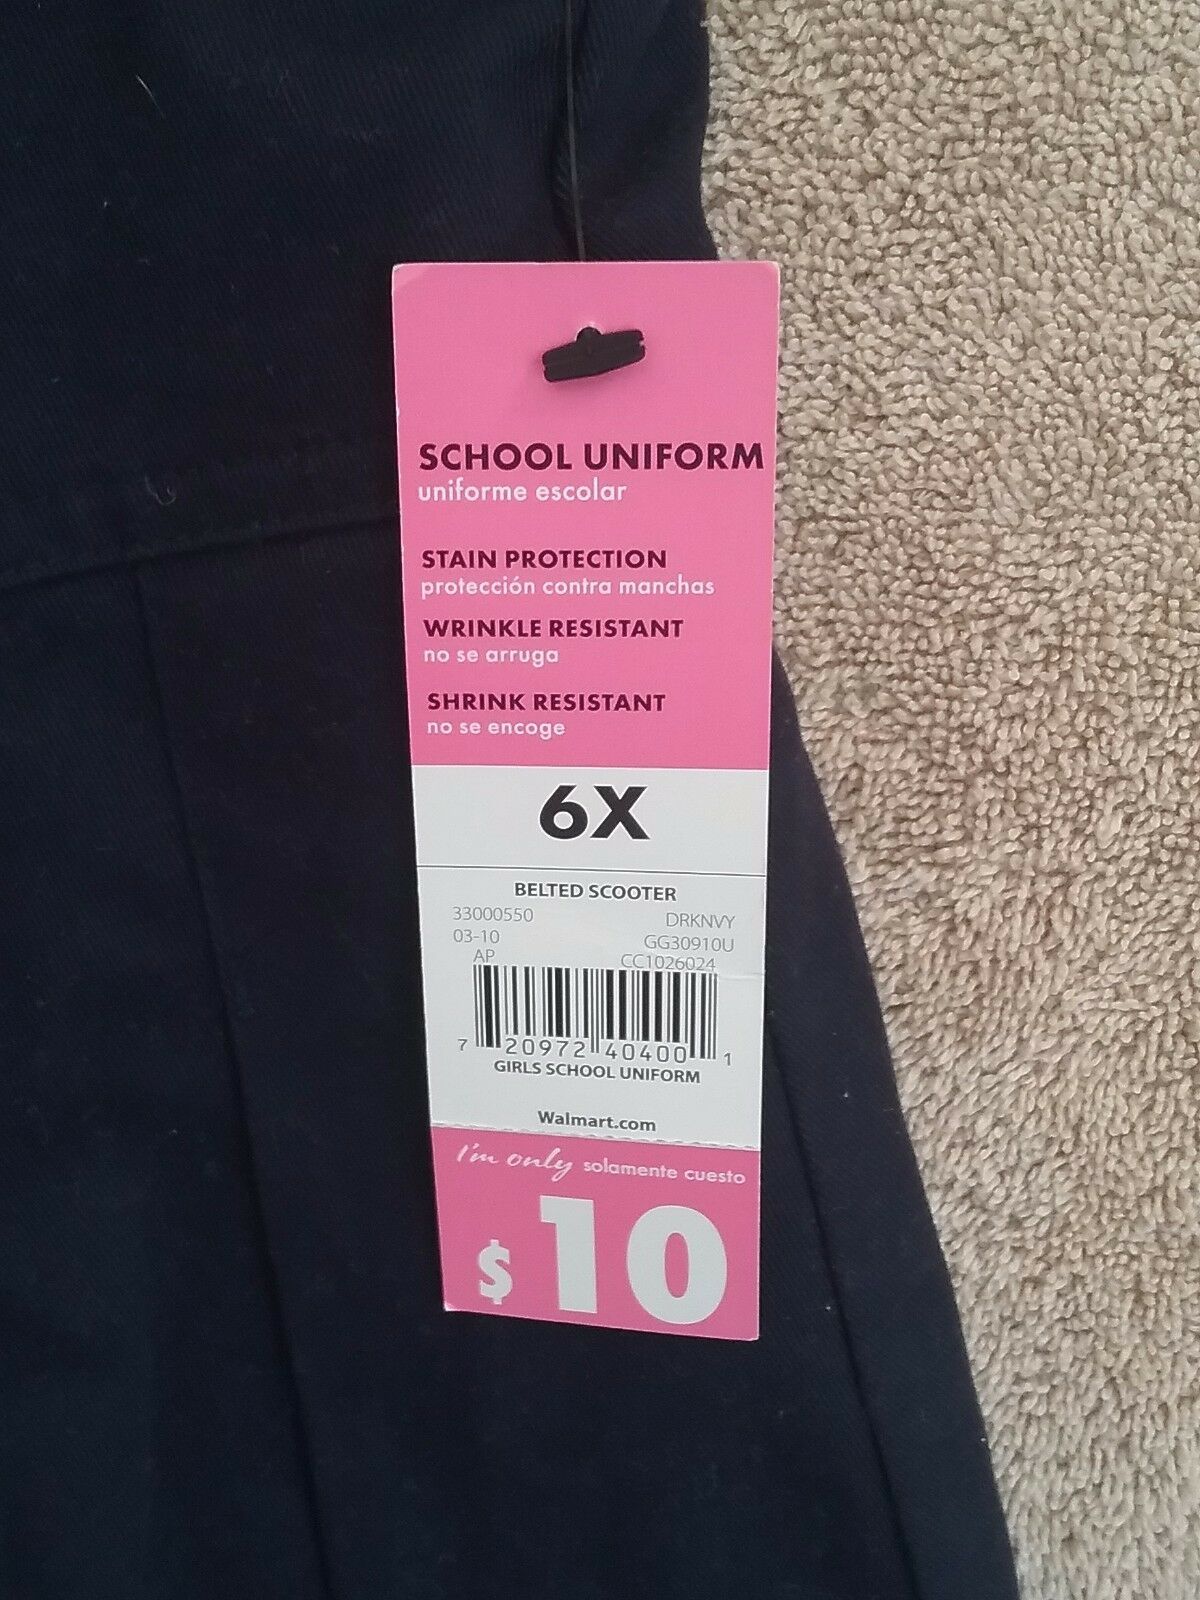 SCHOOL UNIFORM
uniforme escolar
STAIN PROTECTION
protección contra manchas
WRINKLE RESISTANT
no se arruga
SHRINK RESISTANT
no se encoge
6X
BELTED SCOOTER
33000550 DRKNVY
03-10 GG30910U
AP CC1026024
7 20972 40400 1
GIRLS SCHOOL UNIFORM
Walmart.com
I'm only solamente cuesto
$10